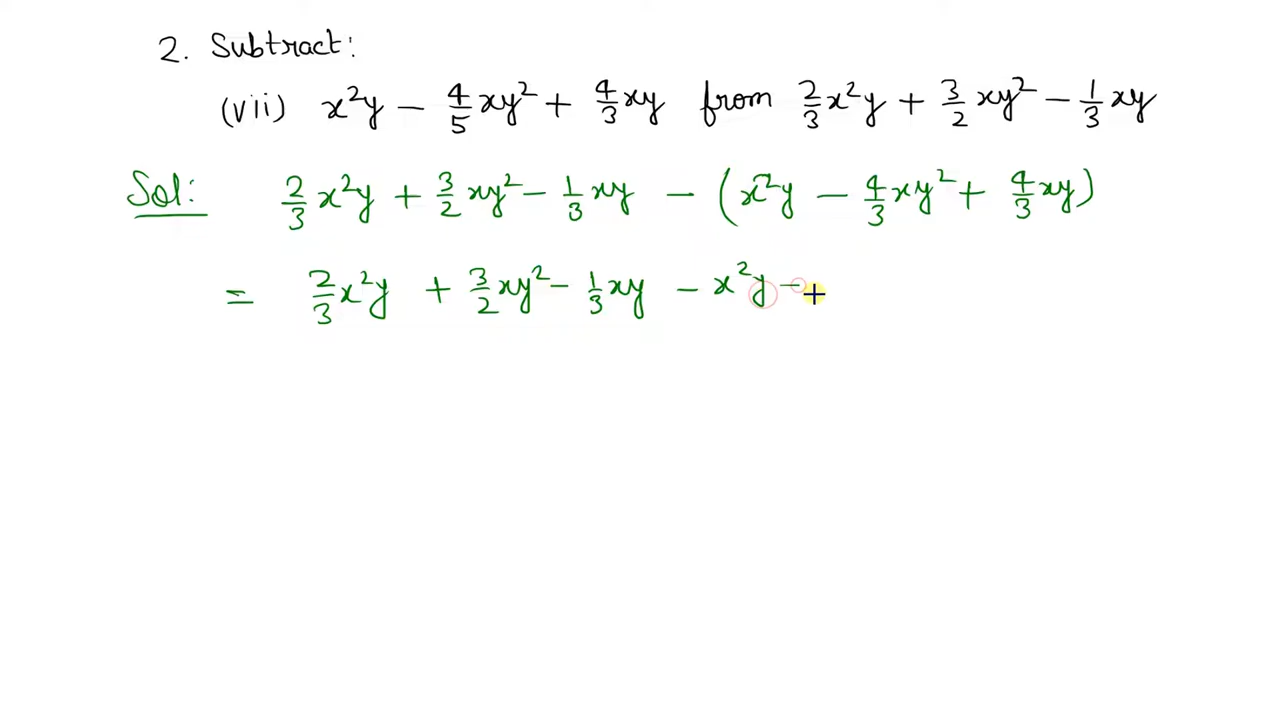 2. Subtract:
(vii) x²y − 4/5 xy² + 4/3 xy from 2/3 x²y + 3/2 xy² − 1/3 xy
Sol: 2/3 x²y + 3/2 xy² − 1/3 xy − (x²y − 4/3 xy² + 4/3 xy)
= 2/3 x²y + 3/2 xy² − 1/3 xy − x²y −